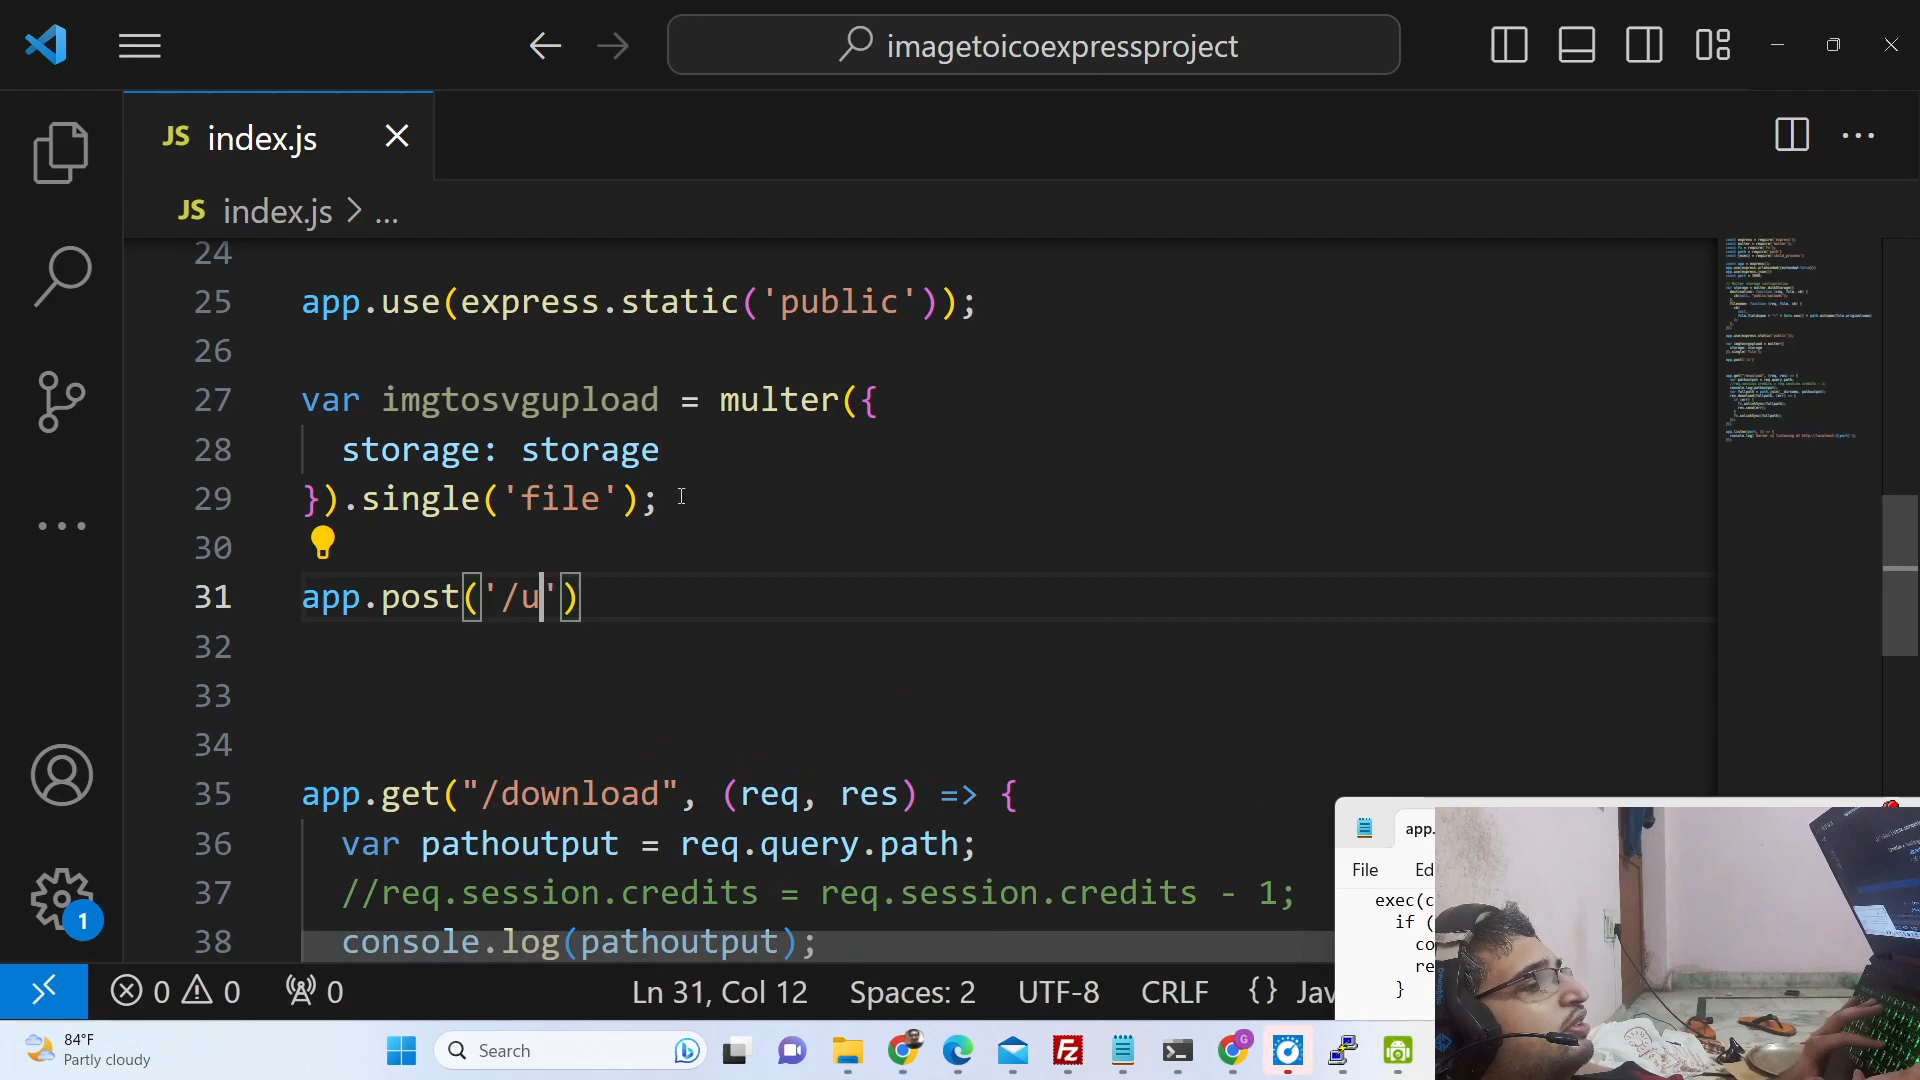 imagetoicoexpressproject
JS index.js
JS index.js > ...
24
25 app.use(express.static('public'));
26
27 var imgtosvgupload = multer({
28 storage: storage
29 }).single('file');
30
31 app.post('/u')
32
33
34
35 app.get("/download", (req, res) => {
36 var pathoutput = req.query.path;
37 //req.session.credits = req.session.credits - 1;
38 console.log(pathoutput);
app.
File Ed
exec(c
if (
co
re
}
1
0 0 0 Ln 31, Col 12 Spaces: 2 UTF-8 CRLF {} Jav
84°F
Partly cloudy
Search